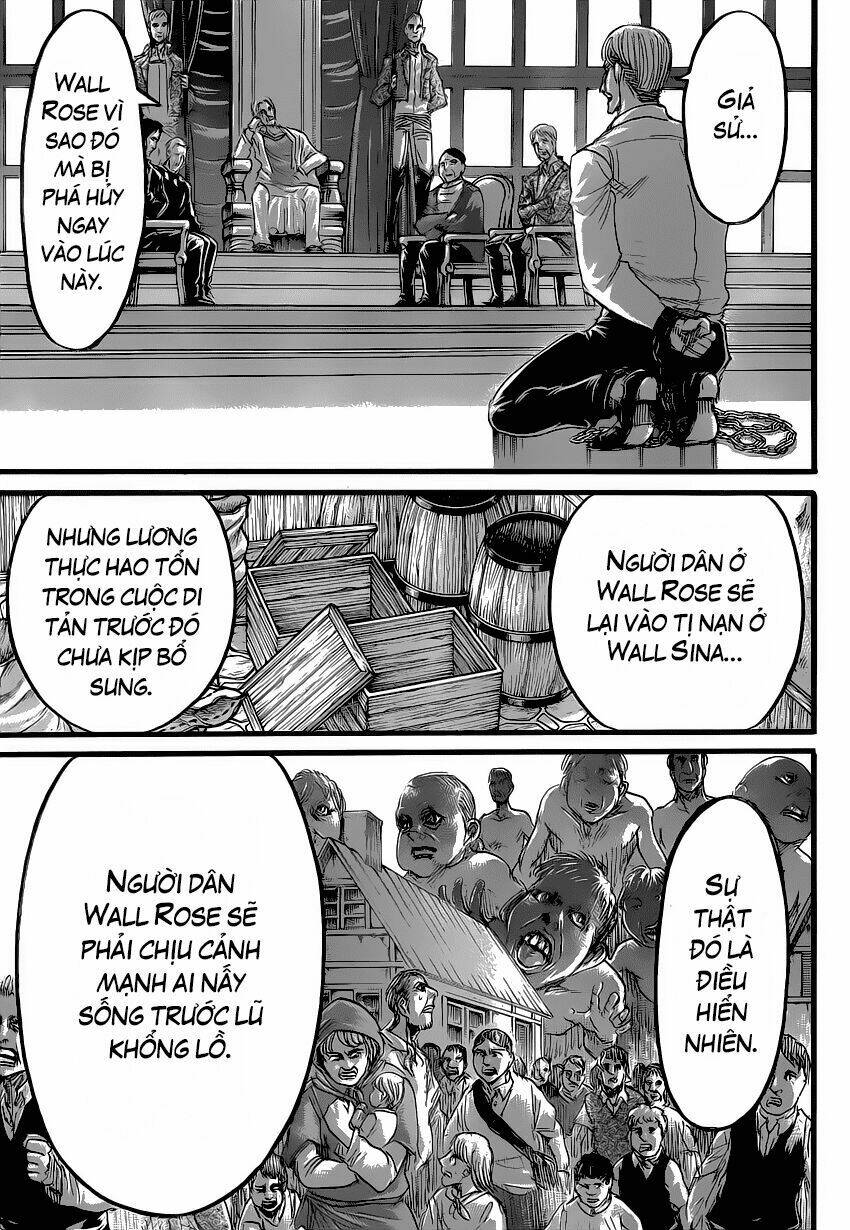 GIẢ
SỬ...
WALL
ROSE VÌ
SAO ĐÓ
MÀ BỊ
PHÁ HỦY
NGAY
VÀO LÚC
NÀY.
NGƯỜI DÂN Ở
WALL ROSE SẼ
LẠI VÀO TỊ NẠN Ở
WALL SINA...
NHƯNG LƯƠNG
THỰC HAO TỔN
TRONG CUỘC DI
TẢN TRƯỚC ĐÓ
CHƯA KỊP BỔ
SUNG.
SỰ
THẬT
ĐÓ LÀ
ĐIỀU
HIỂN
NHIÊN.
NGƯỜI DÂN
WALL ROSE SẼ
PHẢI CHỊU CẢNH
MẠNH AI NẤY
SỐNG TRƯỚC LŨ
KHỔNG LỒ.